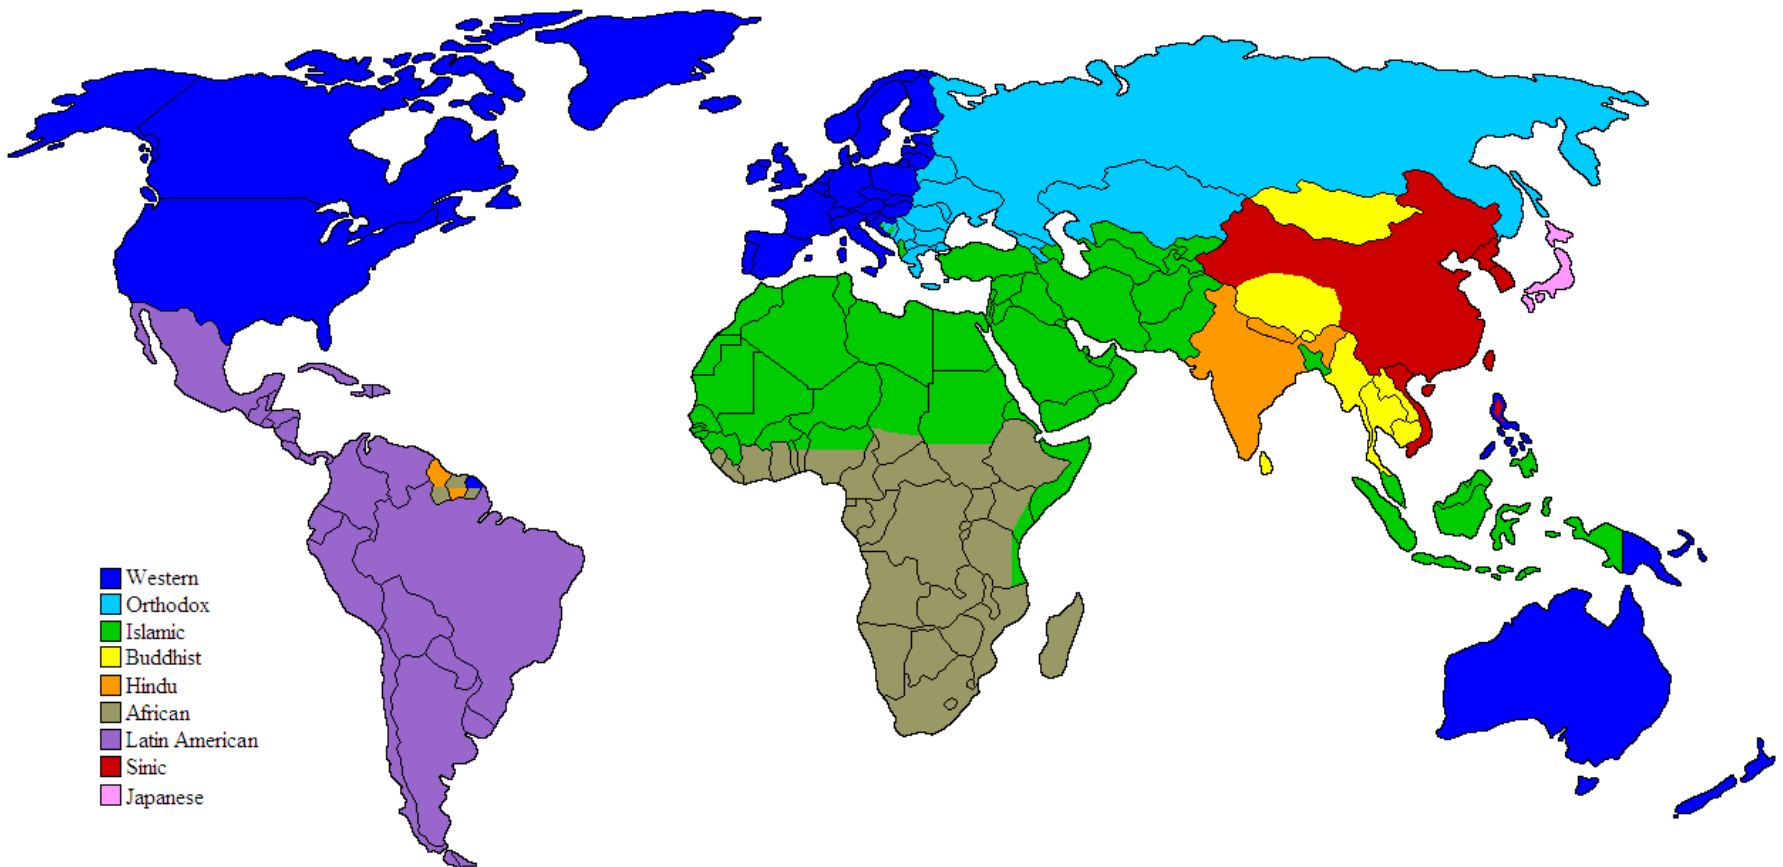 Western
Orthodox
Islamic
Buddhist
Hindu
African
Latin American
Sinic
Japanese